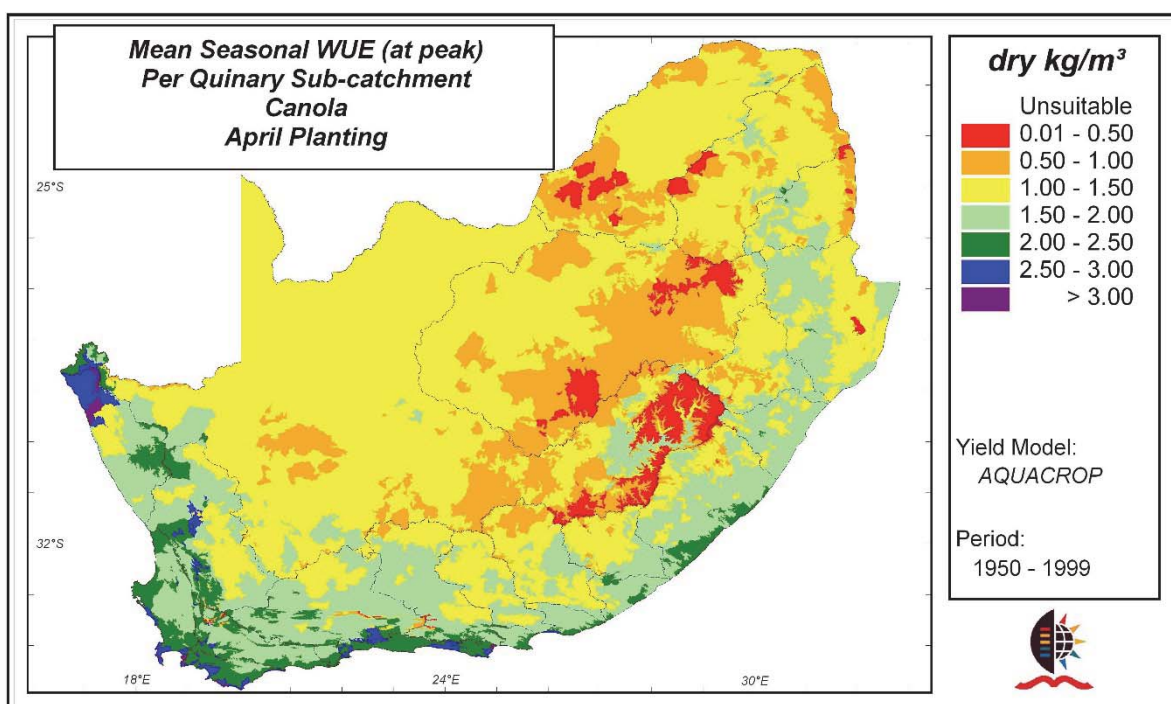 Mean Seasonal WUE (at peak)
Per Quinary Sub-catchment
Canola
April Planting
dry kg/m³
Unsuitable
0.01 - 0.50
0.50 - 1.00
1.00 - 1.50
1.50 - 2.00
2.00 - 2.50
2.50 - 3.00
> 3.00
Yield Model:
AQUACROP
Period:
1950 - 1999
25°S
32°S
18°E
24°E
30°E